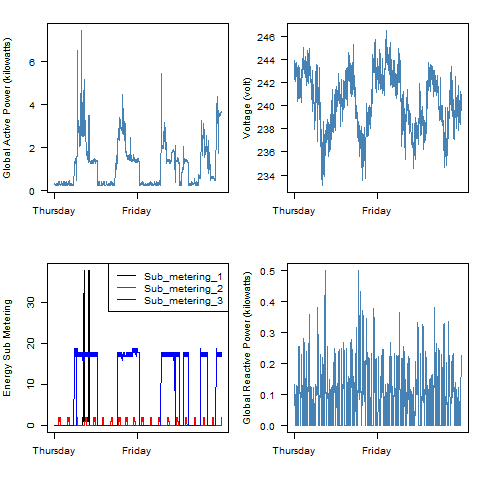 Global Active Power (kilowatts)
0 2 4 6
Thursday Friday
Voltage (volt)
234 236 238 240 242 244 246
Thursday Friday
Energy Sub Metering
0 10 20 30
Sub_metering_1
Sub_metering_2
Sub_metering_3
Thursday Friday
Global Reactive Power (kilowatts)
0.0 0.1 0.2 0.3 0.4 0.5
Thursday Friday